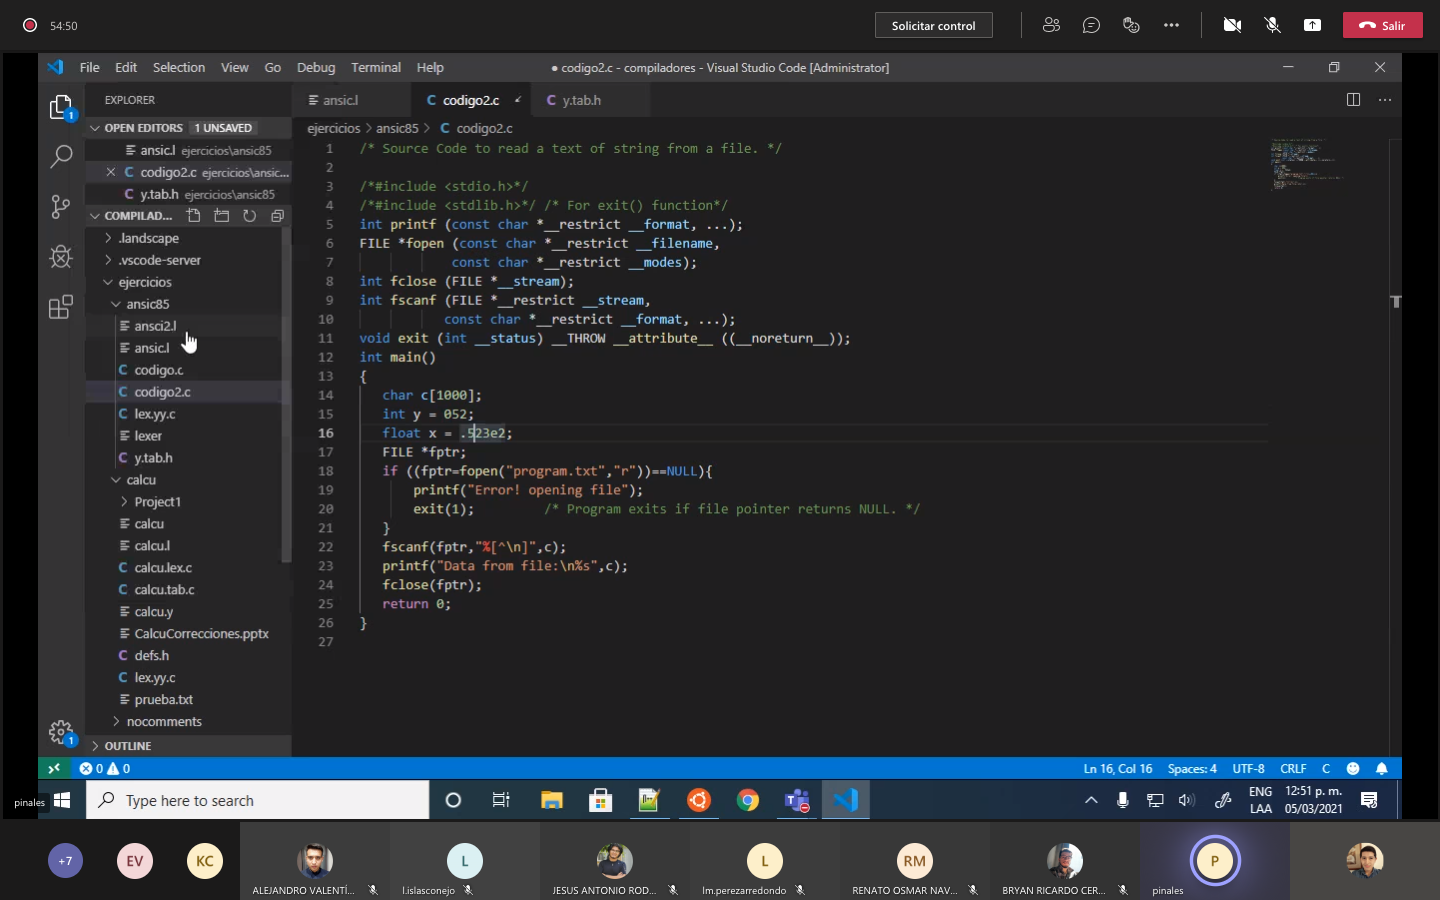 54:50
Solicitar control
Salir
File Edit Selection View Go Debug Terminal Help
● codigo2.c - compiladores - Visual Studio Code [Administrator]
EXPLORER
OPEN EDITORS 1 UNSAVED
ansic.l ejercicios\ansic85
codigo2.c ejercicios\ansic...
y.tab.h ejercicios\ansic85
COMPILAD...
.landscape
.vscode-server
ejercicios
ansic85
ansci2.l
ansic.l
codigo.c
codigo2.c
lex.yy.c
lexer
y.tab.h
calcu
Project1
calcu
calcu.l
calcu.lex.c
calcu.tab.c
calcu.y
CalcuCorrecciones.pptx
defs.h
lex.yy.c
prueba.txt
nocomments
OUTLINE
ansic.l
codigo2.c
y.tab.h
ejercicios > ansic85 > C codigo2.c
1 /* Source Code to read a text of string from a file. */
2
3 /*#include <stdio.h>*/
4 /*#include <stdlib.h>*/ /* For exit() function*/
5 int printf (const char *__restrict __format, ...);
6 FILE *fopen (const char *__restrict __filename,
7 const char *__restrict __modes);
8 int fclose (FILE *__stream);
9 int fscanf (FILE *__restrict __stream,
10 const char *__restrict __format, ...);
11 void exit (int __status) __THROW __attribute__ ((__noreturn__));
12 int main()
13 {
14 char c[1000];
15 int y = 052;
16 float x = .523e2;
17 FILE *fptr;
18 if ((fptr=fopen("program.txt","r"))==NULL){
19 printf("Error! opening file");
20 exit(1); /* Program exits if file pointer returns NULL. */
21 }
22 fscanf(fptr,"%[^\n]",c);
23 printf("Data from file:\n%s",c);
24 fclose(fptr);
25 return 0;
26 }
27
0 0
Ln 16, Col 16 Spaces: 4 UTF-8 CRLF C
pinales
Type here to search
ENG
LAA
12:51 p. m.
05/03/2021
+7
EV
KC
ALEJANDRO VALENTÍ...
L
l.islasconejo
JESUS ANTONIO ROD...
L
lm.perezarredondo
RM
RENATO OSMAR NAV...
BRYAN RICARDO CER...
P
pinales